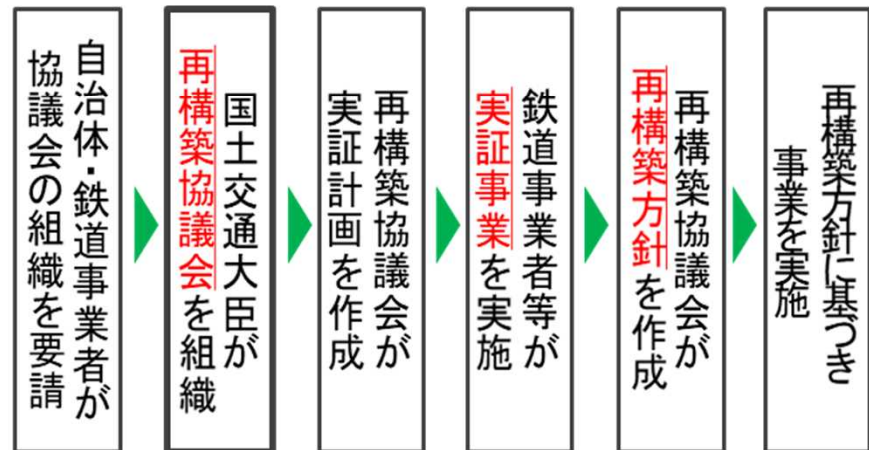 自治体・鉄道事業者が
協議会の組織を要請
国土交通大臣が
再構築協議会を組織
再構築協議会が
実証計画を作成
鉄道事業者等が
実証事業を実施
再構築協議会が
再構築方針を作成
再構築方針に基づき
事業を実施